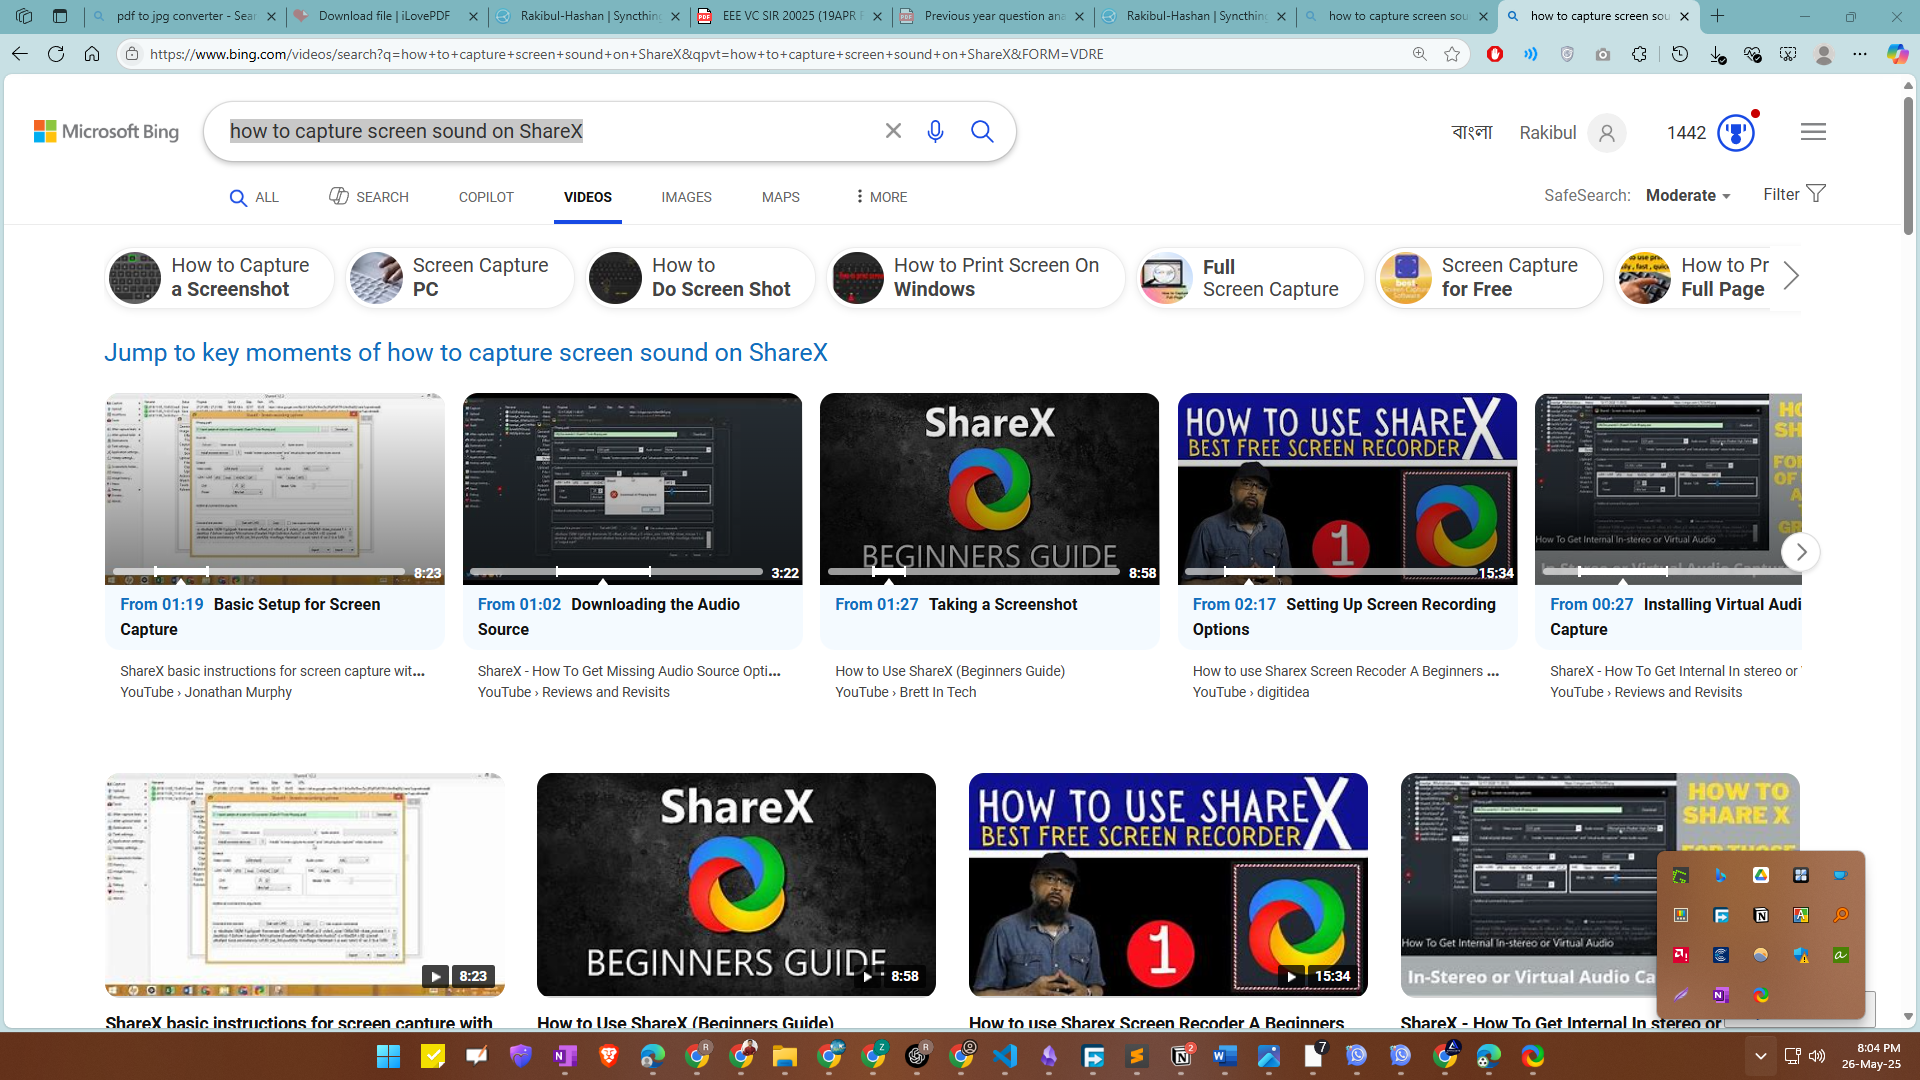 pdf to jpg converter - Sear
Download file | iLovePDF
Rakibul-Hashan | Syncthing
EEE VC SIR 20025 (19APR F
Previous year question ana
Rakibul-Hashan | Syncthing
how to capture screen sou
how to capture screen sou
https://www.bing.com/videos/search?q=how+to+capture+screen+sound+on+ShareX&qpvt=how+to+capture+screen+sound+on+ShareX&FORM=VDRE
Microsoft Bing
how to capture screen sound on ShareX
বাংলা
Rakibul
1442
ALL
SEARCH
COPILOT
VIDEOS
IMAGES
MAPS
MORE
SafeSearch: Moderate
Filter
How to Capture
a Screenshot
Screen Capture
PC
How to
Do Screen Shot
How to Print Screen On
Windows
Full
Screen Capture
Screen Capture
for Free
How to Pr
Full Page
Jump to key moments of how to capture screen sound on ShareX
8:23
3:22
ShareX
BEGINNERS GUIDE
8:58
HOW TO USE SHAREX
BEST FREE SCREEN RECORDER
1
15:34
How To Get Internal In-stereo or Virtual Audio
From 01:19 Basic Setup for Screen
Capture
ShareX basic instructions for screen capture wit...
YouTube › Jonathan Murphy
From 01:02 Downloading the Audio
Source
ShareX - How To Get Missing Audio Source Opti...
YouTube › Reviews and Revisits
From 01:27 Taking a Screenshot
How to Use ShareX (Beginners Guide)
YouTube › Brett In Tech
From 02:17 Setting Up Screen Recording
Options
How to use Sharex Screen Recoder A Beginners ...
YouTube › digitidea
From 00:27 Installing Virtual Audi
Capture
ShareX - How To Get Internal In stereo or
YouTube › Reviews and Revisits
8:23
ShareX
BEGINNERS GUIDE
8:58
HOW TO USE SHAREX
BEST FREE SCREEN RECORDER
1
15:34
HOW TO
SHARE X
FOR THOSE
How To Get Internal In-stereo or Virtual Audio
In-Stereo or Virtual Audio Ca
ShareX basic instructions for screen capture with
How to Use ShareX (Beginners Guide)
How to use Sharex Screen Recoder A Beginners
ShareX - How To Get Internal In stereo or
8:04 PM
26-May-25